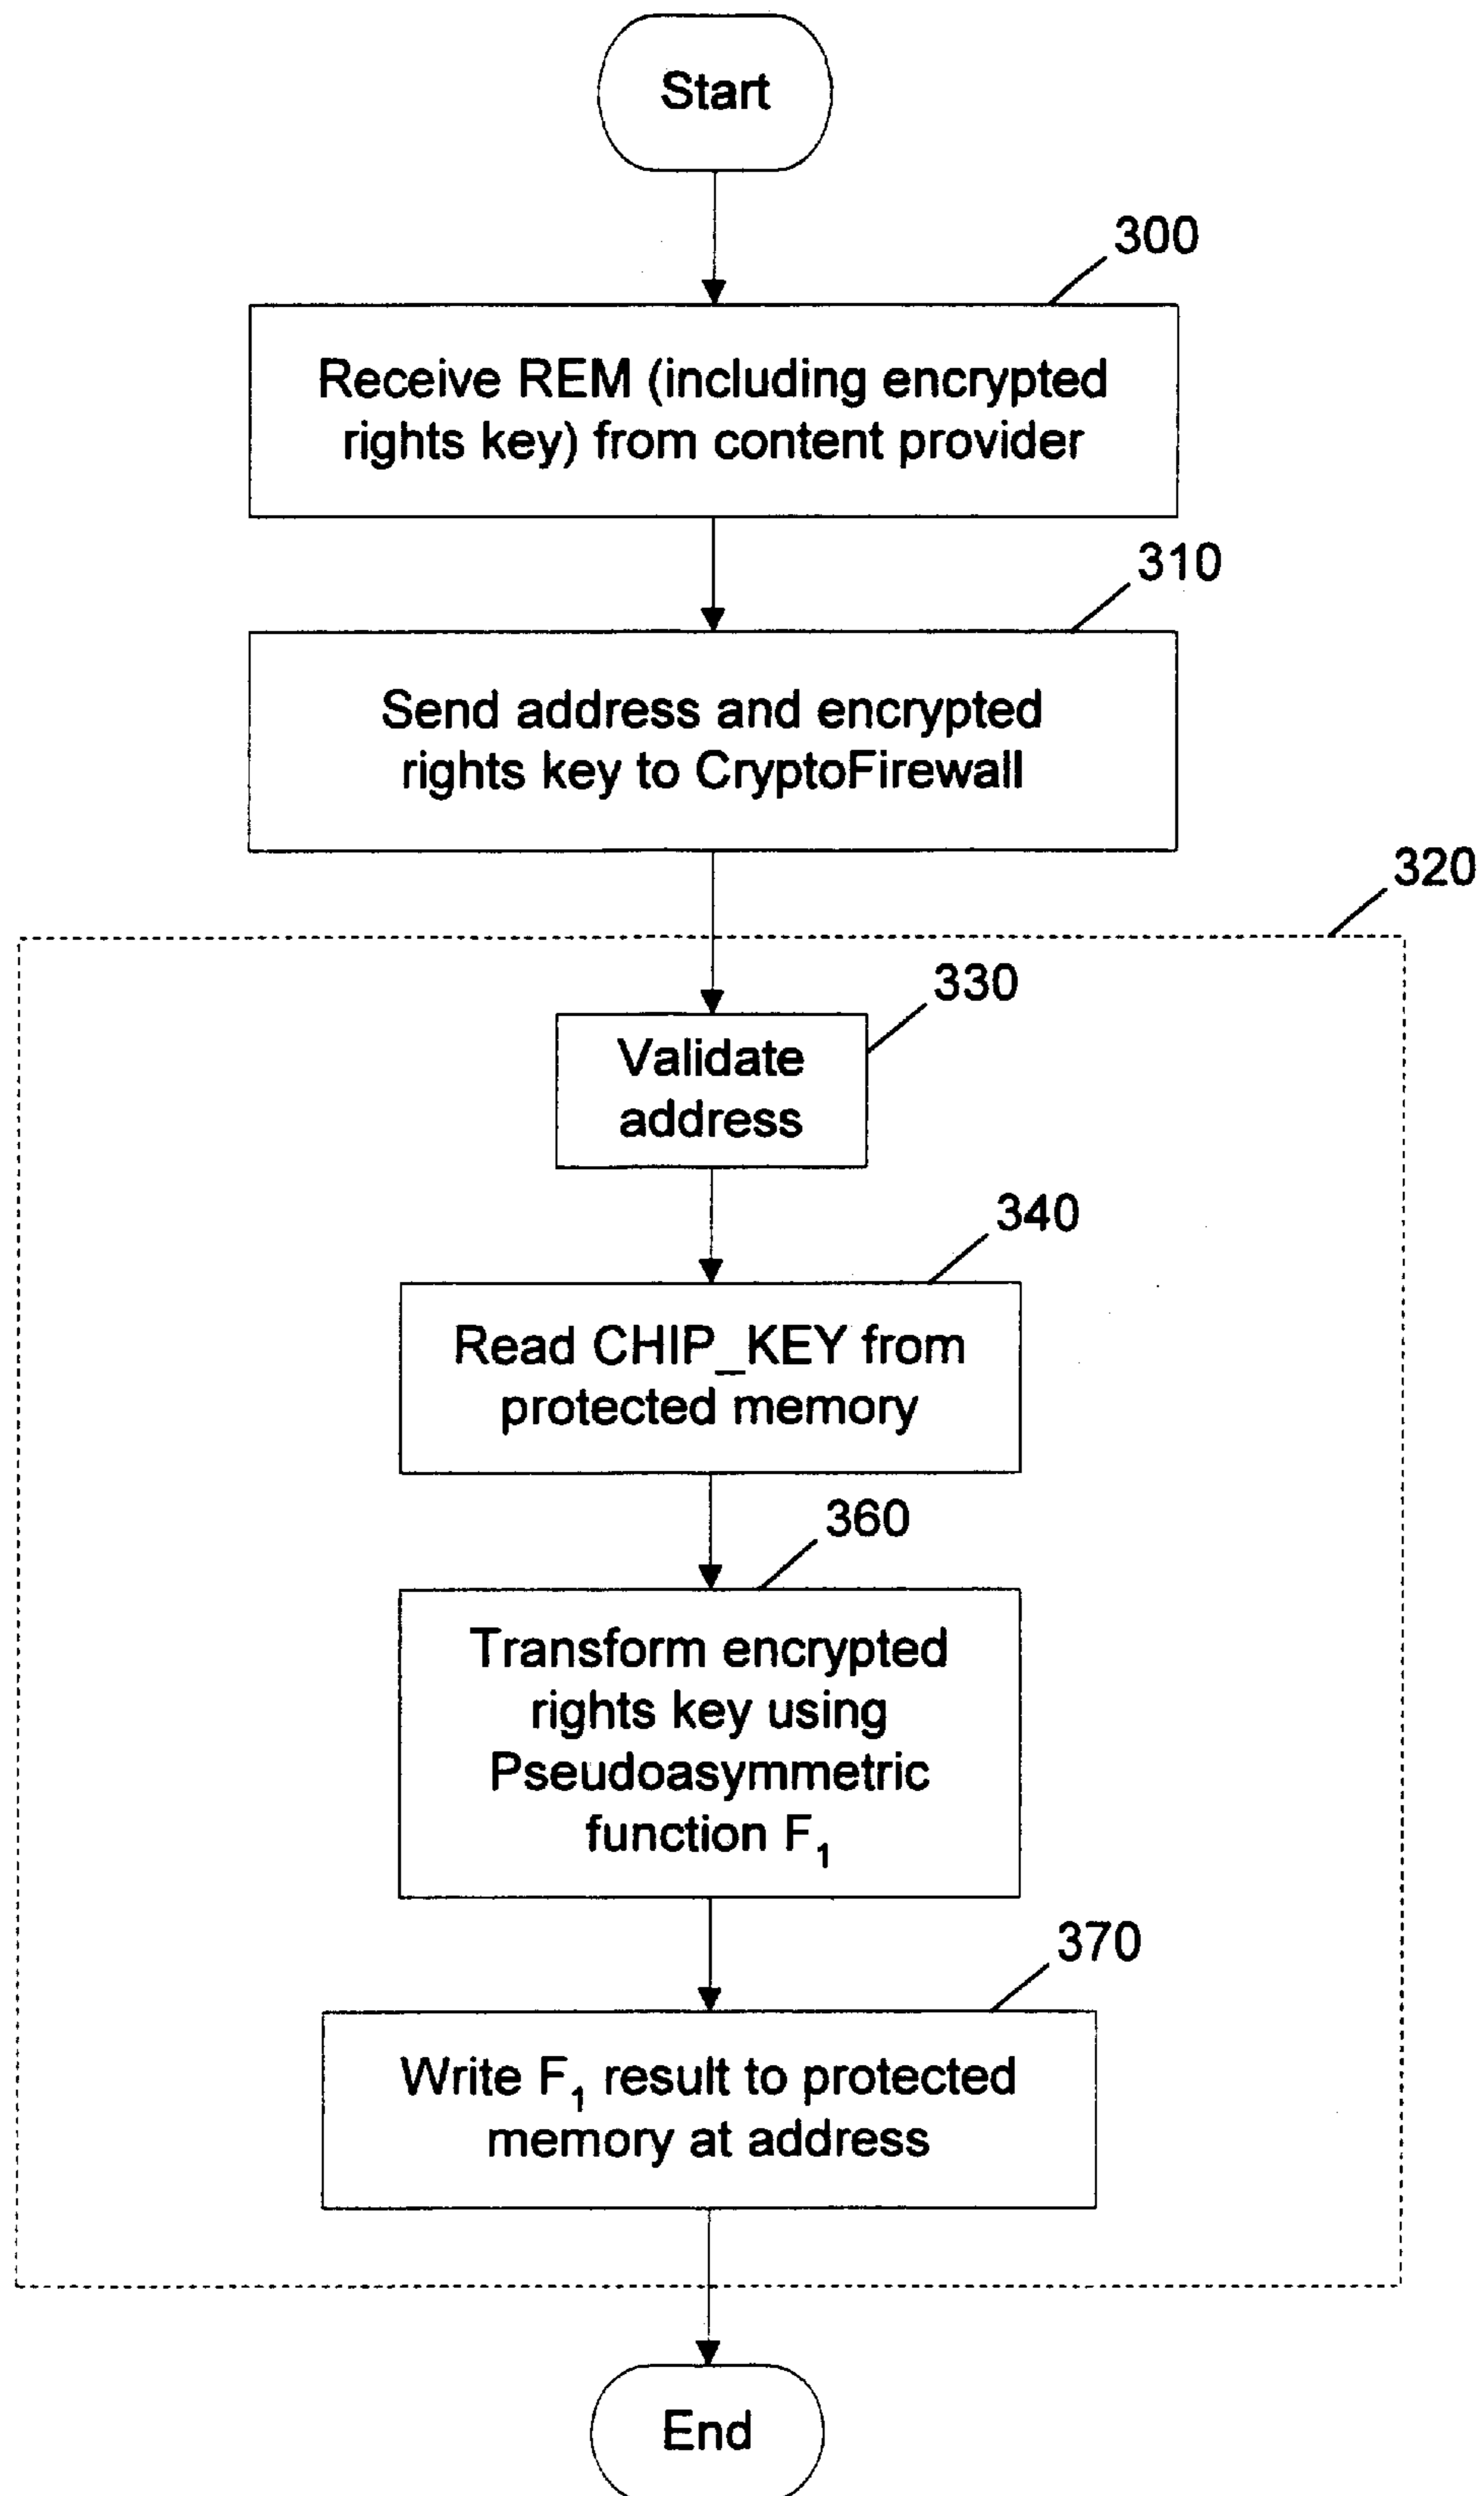 Start
300
Receive REM (including encrypted
rights key) from content provider
310
Send address and encrypted
rights key to CryptoFirewall
320
330
Validate
address
340
Read CHIP_KEY from
protected memory
360
Transform encrypted
rights key using
Pseudoasymmetric
function F₁
370
Write F₁ result to protected
memory at address
End